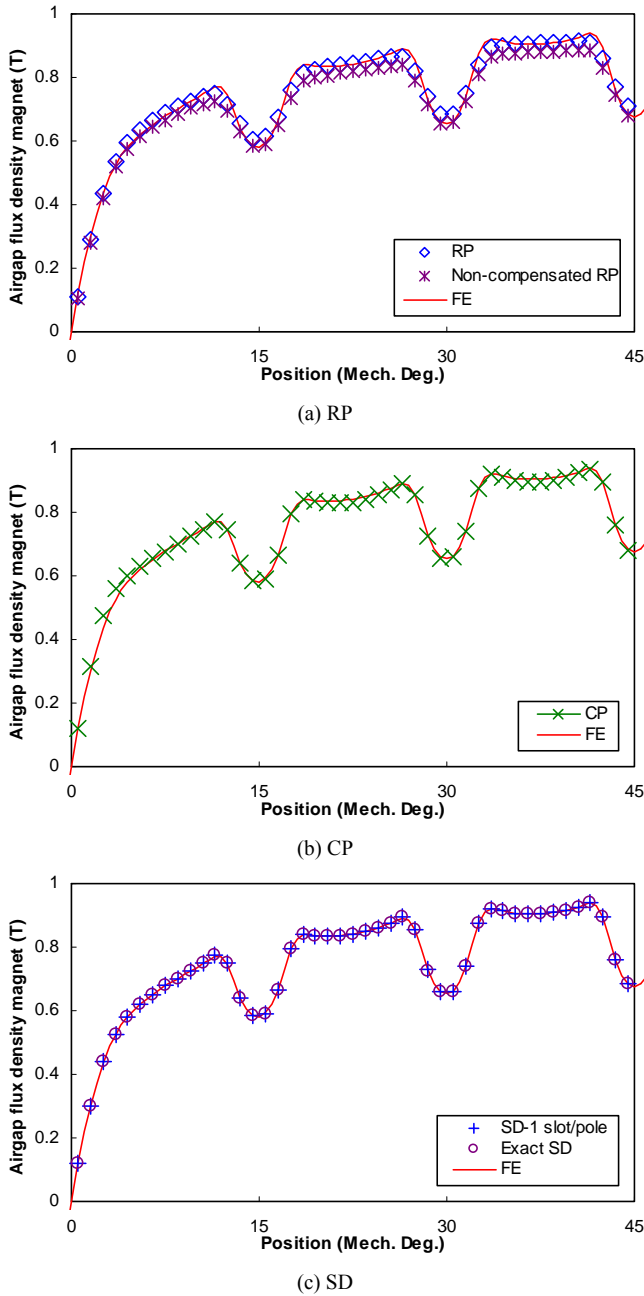 Airgap flux density magnet (T)
1
0.8
0.6
0.4
0.2
0
RP
Non-compensated RP
FE
0 15 30 45
Position (Mech. Deg.)
(a) RP
Airgap flux density magnet (T)
1
0.8
0.6
0.4
0.2
0
CP
FE
0 15 30 45
Position (Mech. Deg.)
(b) CP
Airgap flux density magnet (T)
1
0.8
0.6
0.4
0.2
0
SD-1 slot/pole
Exact SD
FE
0 15 30 45
Position (Mech. Deg.)
(c) SD